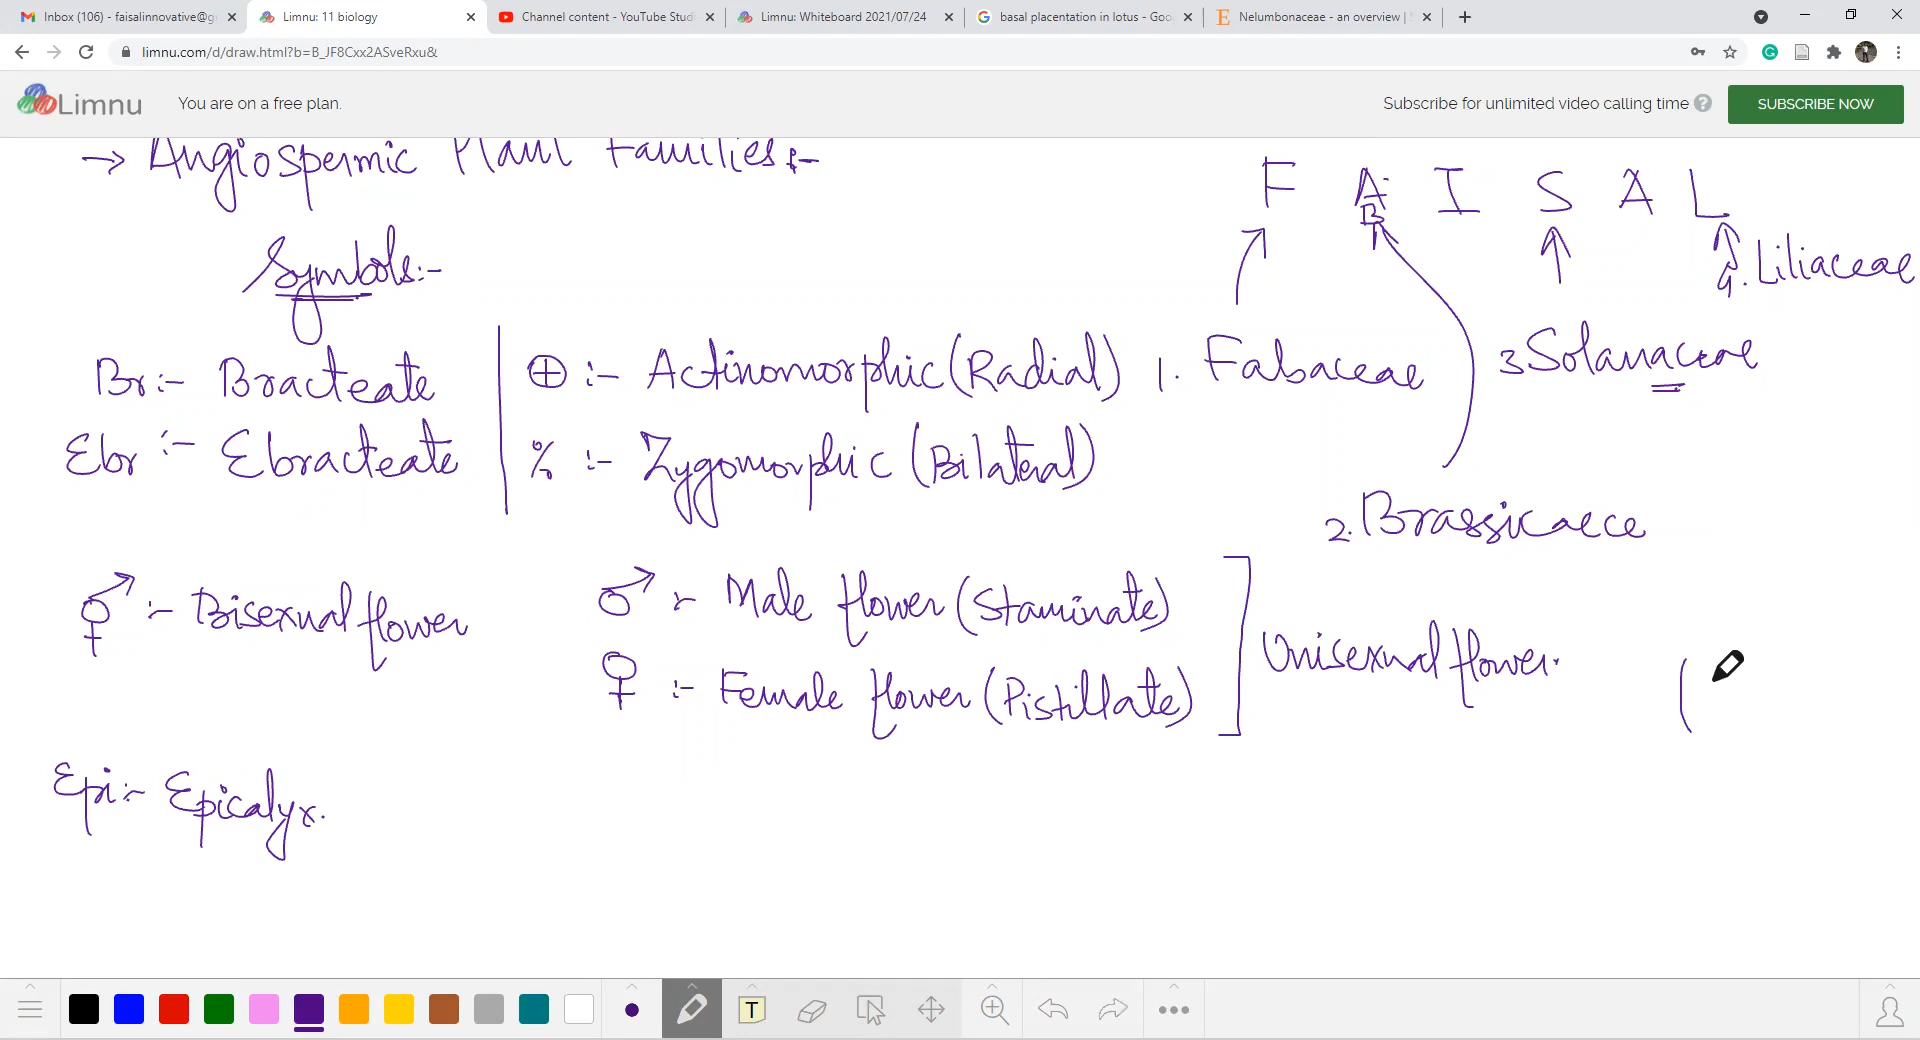 Inbox (106) - faisalinnovative@g
Limnu: 11 biology
Channel content - YouTube Stud
Limnu: Whiteboard 2021/07/24
basal placentation in lotus - Goo
Nelumbonaceae - an overview |
limnu.com/d/draw.html?b=B_JF8Cxx2ASveRxu&
Limnu
You are on a free plan.
Subscribe for unlimited video calling time
SUBSCRIBE NOW
→ Angiospermic Plant Families:-
F A I S A L
B
Symbols:-
4. Liliaceae
Br:- Bracteate
⊕ :- Actinomorphic (Radial)
1. Fabaceae
3 Solanaceae
Ebr :- Ebracteate
% :- Zygomorphic (Bilateral)
2. Brassicaece
⚥ :- Bisexual flower
♂ :- Male flower (Staminate)
♀ :- Female flower (Pistillate)
Unisexual flower.
(
Epi:- Epicalyx.
T